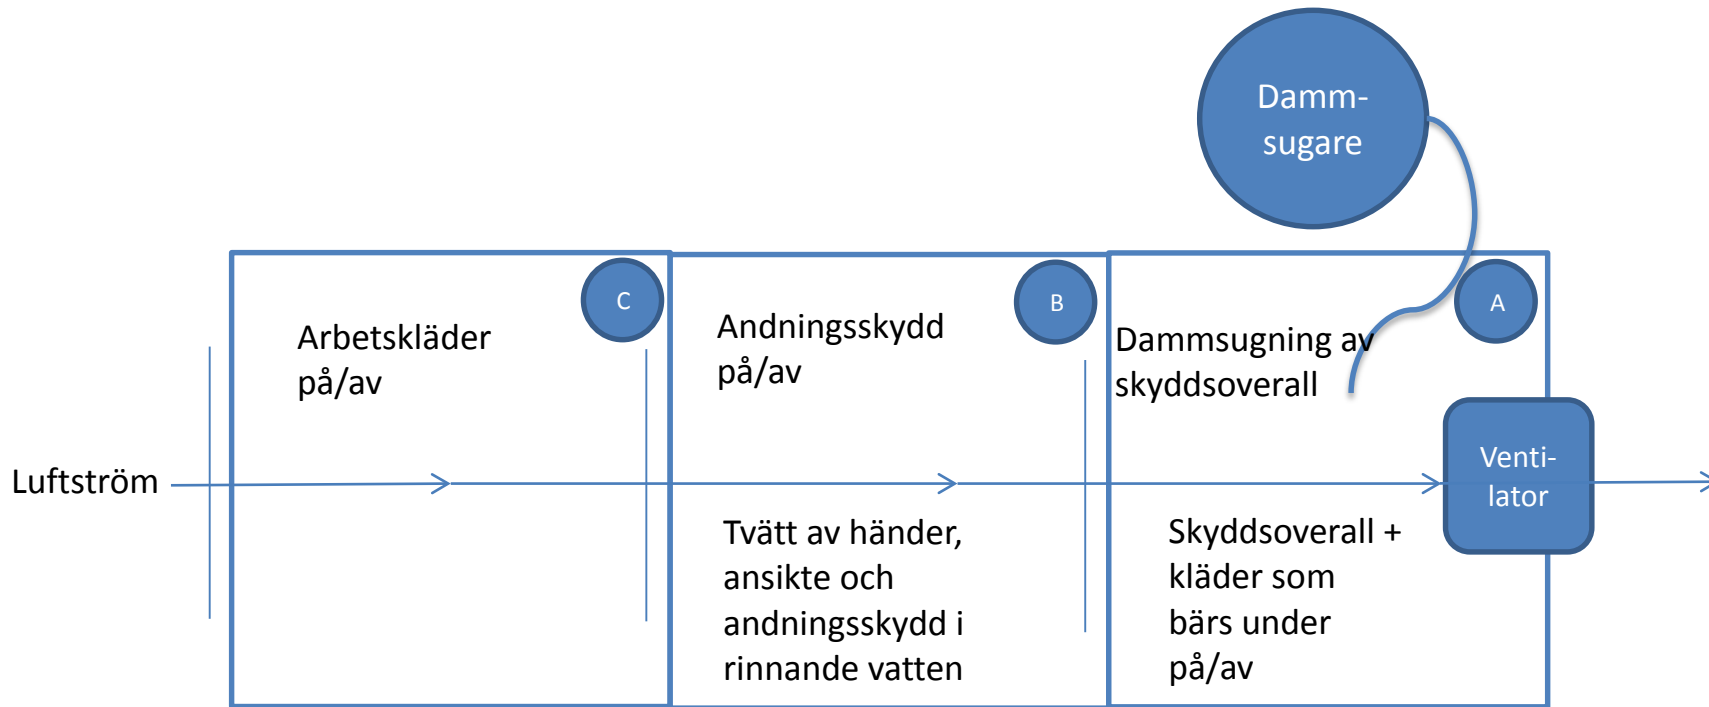 Damm-
sugare
C
Arbetskläder
på/av
B
Andningsskydd
på/av
A
Dammsugning av
skyddsoverall
Luftström
Venti-
lator
Tvätt av händer,
ansikte och
andningsskydd i
rinnande vatten
Skyddsoverall +
kläder som
bärs under
på/av